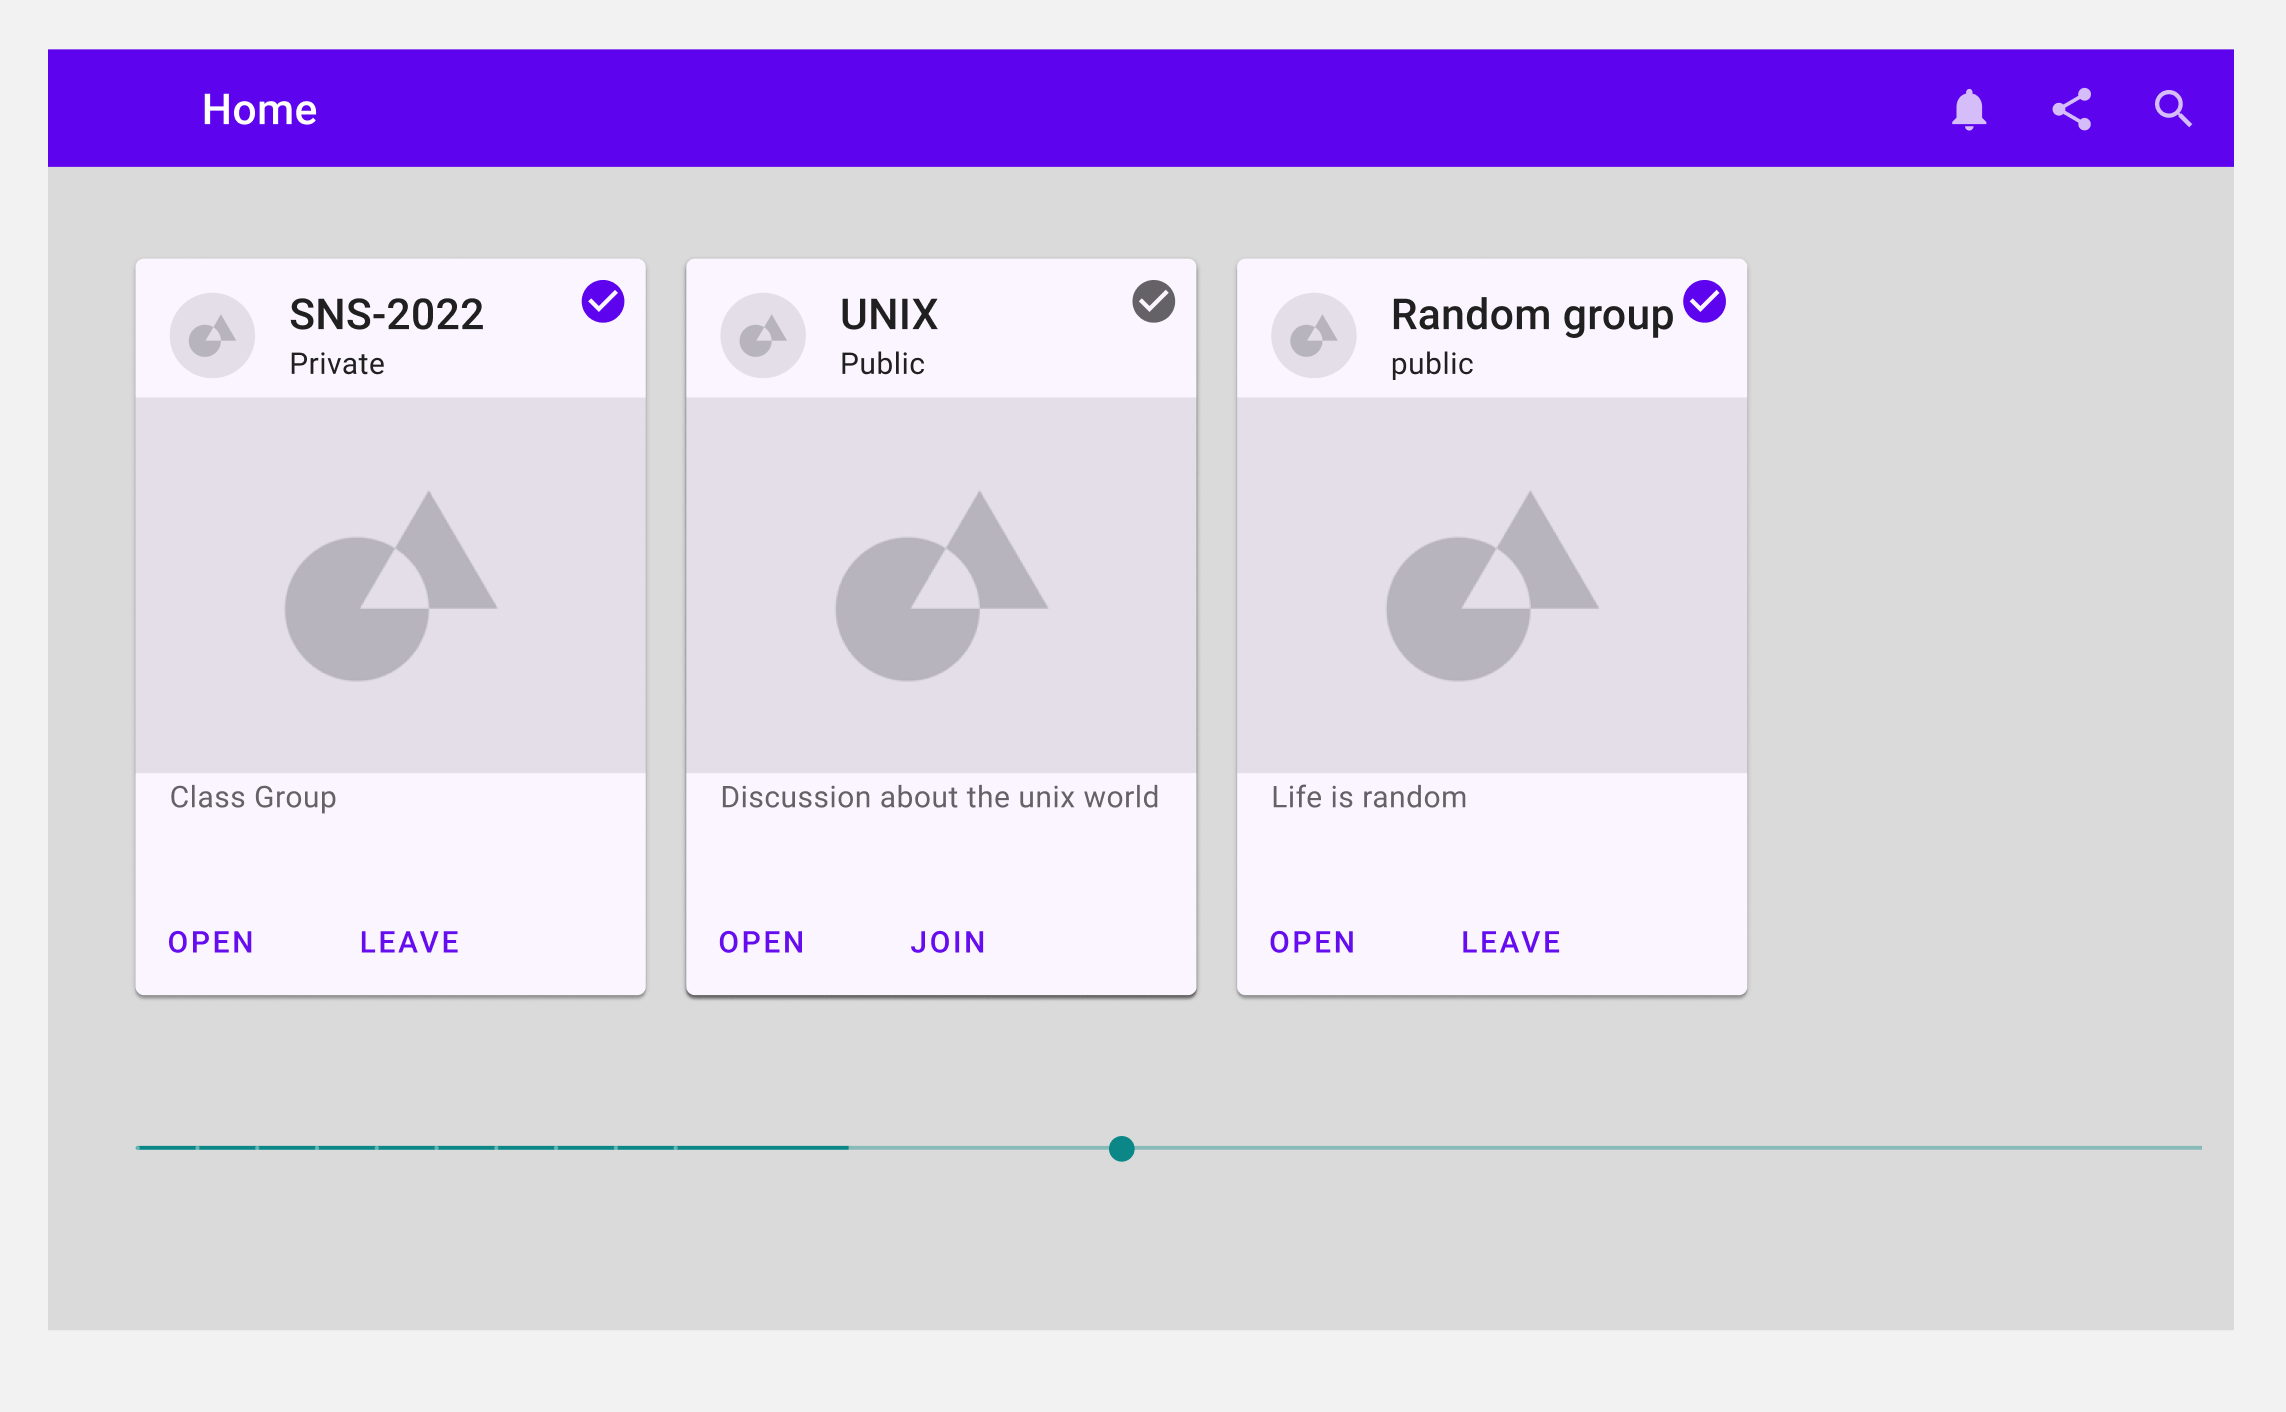 Home
SNS-2022
Private
Class Group
OPEN LEAVE
UNIX
Public
Discussion about the unix world
OPEN JOIN
Random group
public
Life is random
OPEN LEAVE